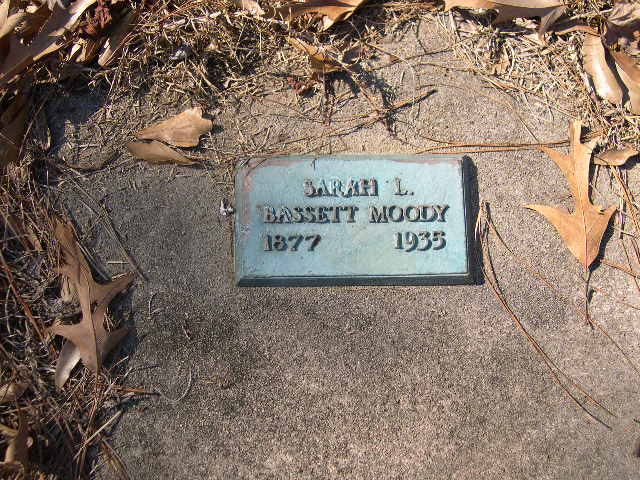 SARAH L.
BASSETT MOODY
1877 1935